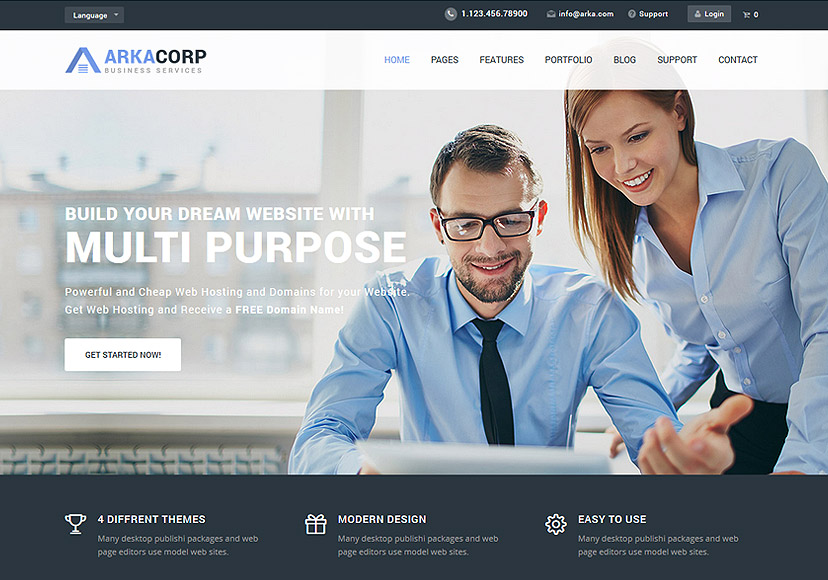 Language
1.123.456.78900
info@arka.com
Support
Login
0
ARKACORP
BUSINESS SERVICES
HOME
PAGES
FEATURES
PORTFOLIO
BLOG
SUPPORT
CONTACT
BUILD YOUR DREAM WEBSITE WITH
MULTI PURPOSE
Powerful and Cheap Web Hosting and Domains for your Website.
Get Web Hosting and Receive a FREE Domain Name!
GET STARTED NOW!
4 DIFFRENT THEMES
Many desktop publishi packages and web
page editors use model web sites.
MODERN DESIGN
Many desktop publishi packages and web
page editors use model web sites.
EASY TO USE
Many desktop publishi packages and web
page editors use model web sites.